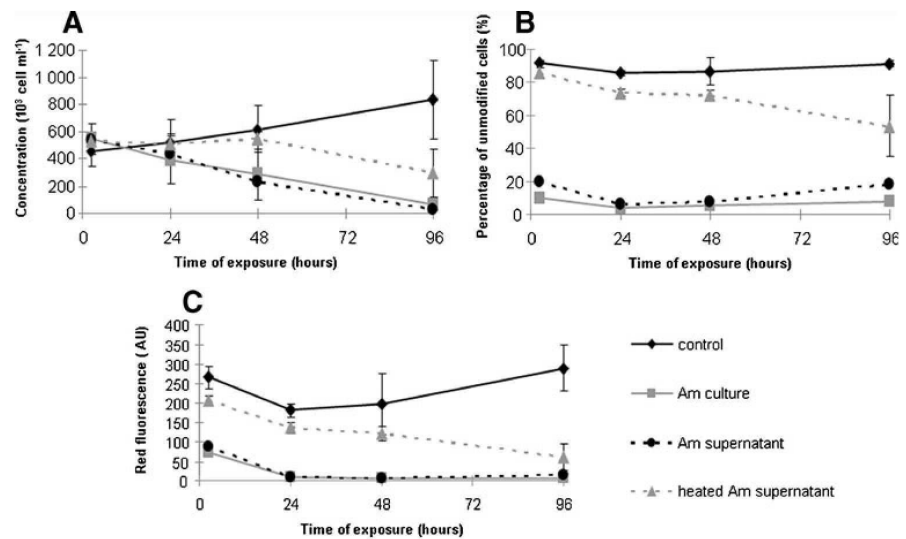 A
Concentration (10³ cell ml⁻¹)
1 200
1 000
800
600
400
200
0
0 24 48 72 96
Time of exposure (hours)
B
Percentage of unmodified cells (%)
100
80
60
40
20
0
0 24 48 72 96
Time of exposure (hours)
C
Red fluorescence ( AU)
400
350
300
250
200
150
100
50
0
0 24 48 72 96
Time of exposure (hours)
control
Am culture
Am supernatant
heated Am supernatant